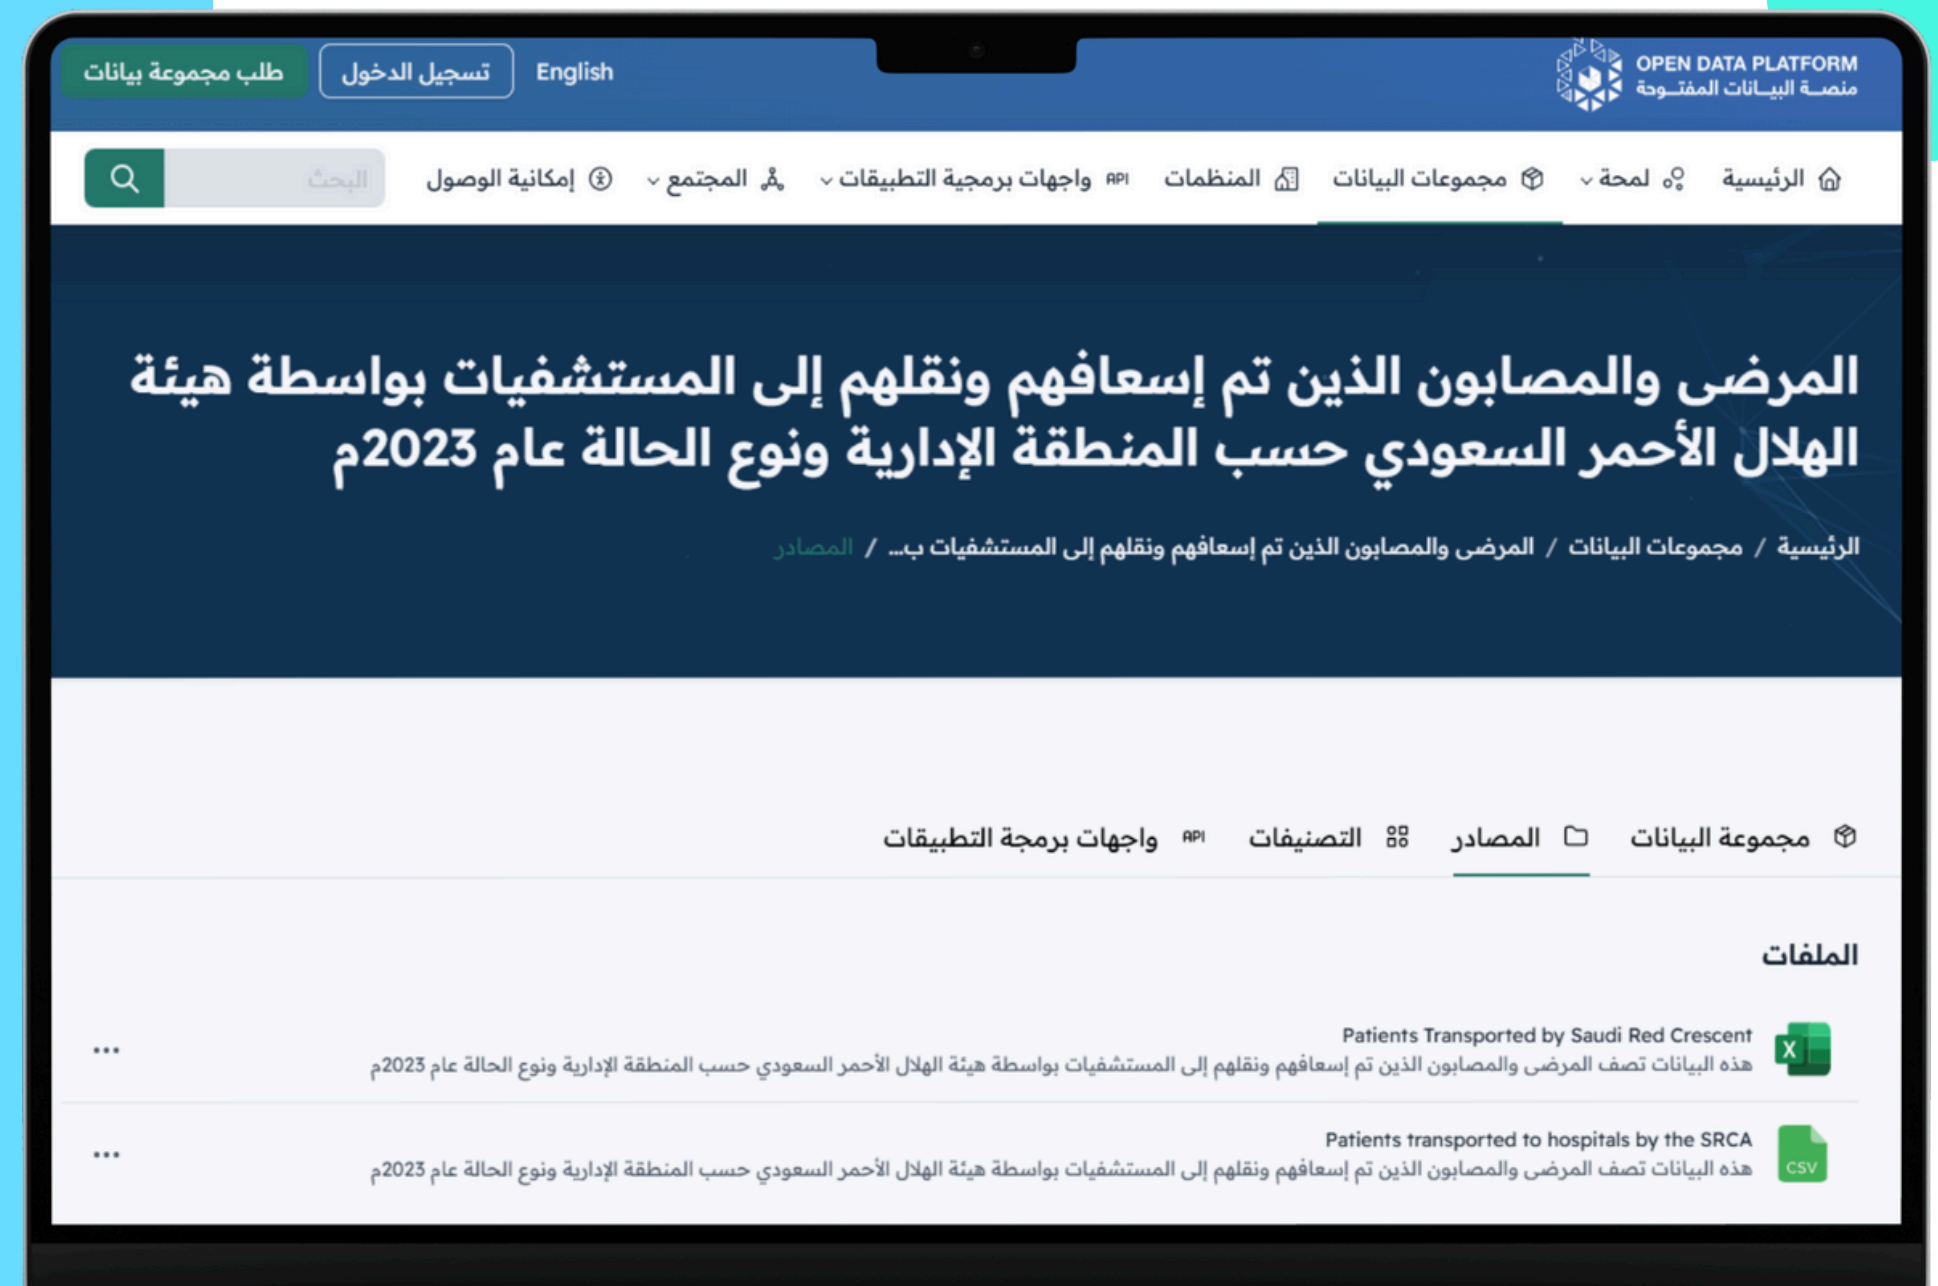 OPEN DATA PLATFORM
منصة البيانات المفتوحة
English
تسجيل الدخول
طلب مجموعة بيانات
الرئيسية
لمحة
مجموعات البيانات
المنظمات
API واجهات برمجية التطبيقات
المجتمع
إمكانية الوصول
البحث
المرضى والمصابون الذين تم إسعافهم ونقلهم إلى المستشفيات بواسطة هيئة
الهلال الأحمر السعودي حسب المنطقة الإدارية ونوع الحالة عام 2023م
الرئيسية / مجموعات البيانات / المرضى والمصابون الذين تم إسعافهم ونقلهم إلى المستشفيات ب... / المصادر
مجموعة البيانات
المصادر
التصنيفات
API واجهات برمجة التطبيقات
الملفات
Patients Transported by Saudi Red Crescent
هذه البيانات تصف المرضى والمصابون الذين تم إسعافهم ونقلهم إلى المستشفيات بواسطة هيئة الهلال الأحمر السعودي حسب المنطقة الإدارية ونوع الحالة عام 2023م
X
Patients transported to hospitals by the SRCA
هذه البيانات تصف المرضى والمصابون الذين تم إسعافهم ونقلهم إلى المستشفيات بواسطة هيئة الهلال الأحمر السعودي حسب المنطقة الإدارية ونوع الحالة عام 2023م
CSV